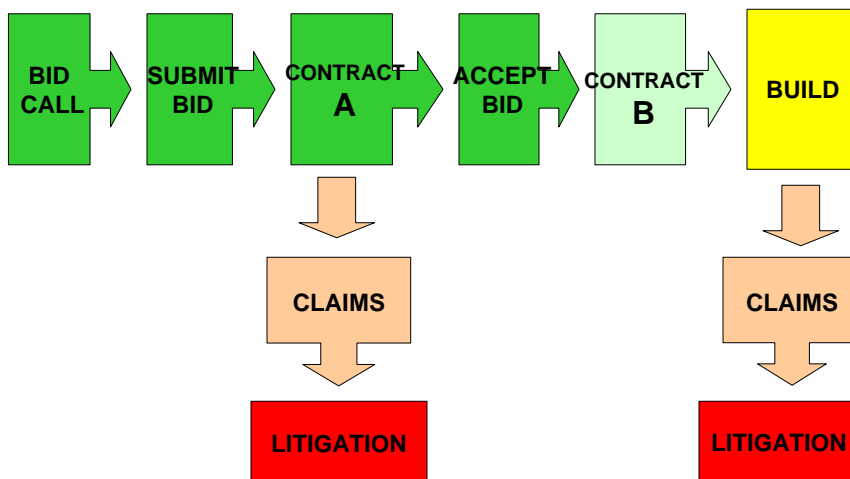 BID
CALL
SUBMIT
BID
CONTRACT
A
ACCEPT
BID
CONTRACT
B
BUILD
CLAIMS
CLAIMS
LITIGATION
LITIGATION